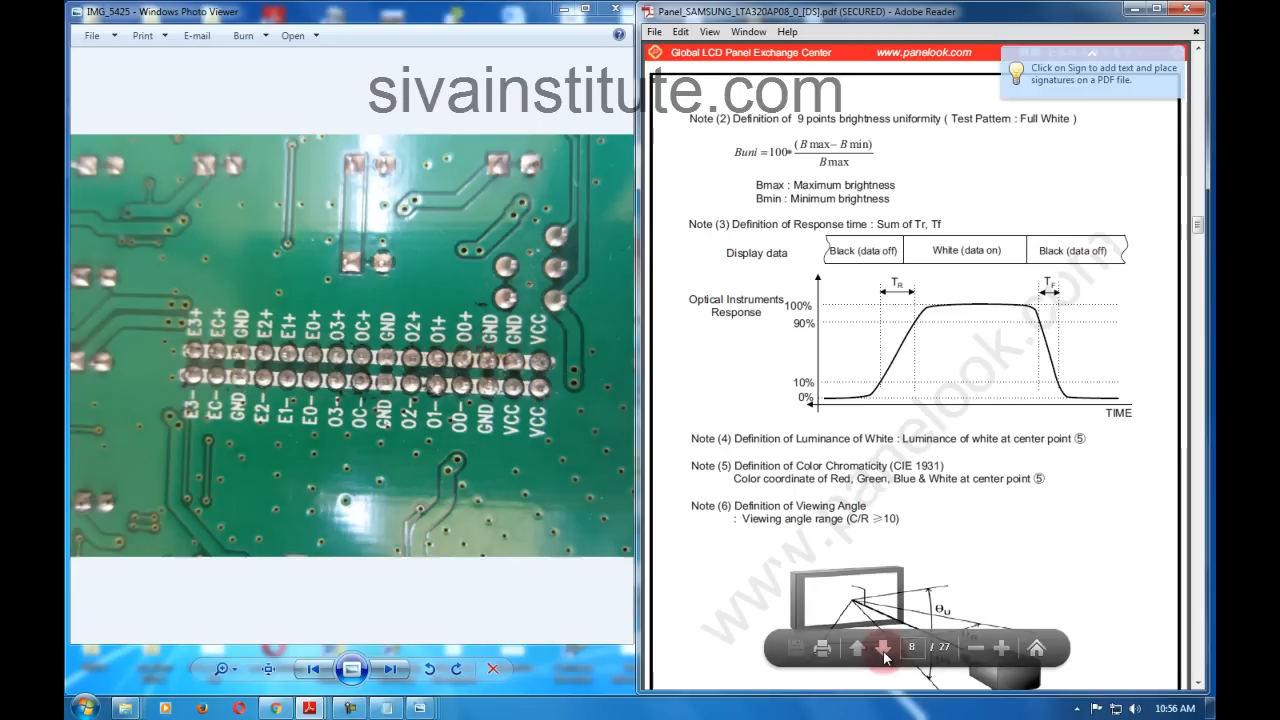 IMG_5425 - Windows Photo Viewer
File Print E-mail Burn Open
sivainstitute.com
E3+ EC+ GND E2+ E1+ E0+ O3+ OC+ GND O2+ O1+ O0+ GND GND VCC
E3- EC- GND E2 E1- E0- O3- OC- GND O2- O1- O0- GND VCC VCC
Panel_SAMSUNG_LTA320AP08_0_[DS].pdf (SECURED) - Adobe Reader
File Edit View Window Help
Global LCD Panel Exchange Center www.panelook.com
Click on Sign to add text and place
signatures on a PDF file.
Note (2) Definition of 9 points brightness uniformity ( Test Pattern : Full White )
Buni = 100* (B max– B min)
B max
Bmax : Maximum brightness
Bmin : Minimum brightness
Note (3) Definition of Response time : Sum of Tr, Tf
Display data Black (data off) White (data on) Black (data off)
TR TF
Optical Instruments
Response
100%
90%
10%
0%
TIME
Note (4) Definition of Luminance of White : Luminance of white at center point ⑤
Note (5) Definition of Color Chromaticity (CIE 1931)
Color coordinate of Red, Green, Blue & White at center point ⑤
Note (6) Definition of Viewing Angle
: Viewing angle range (C/R ≥10)
www.panelook.com
θU
8 / 27
10:56 AM